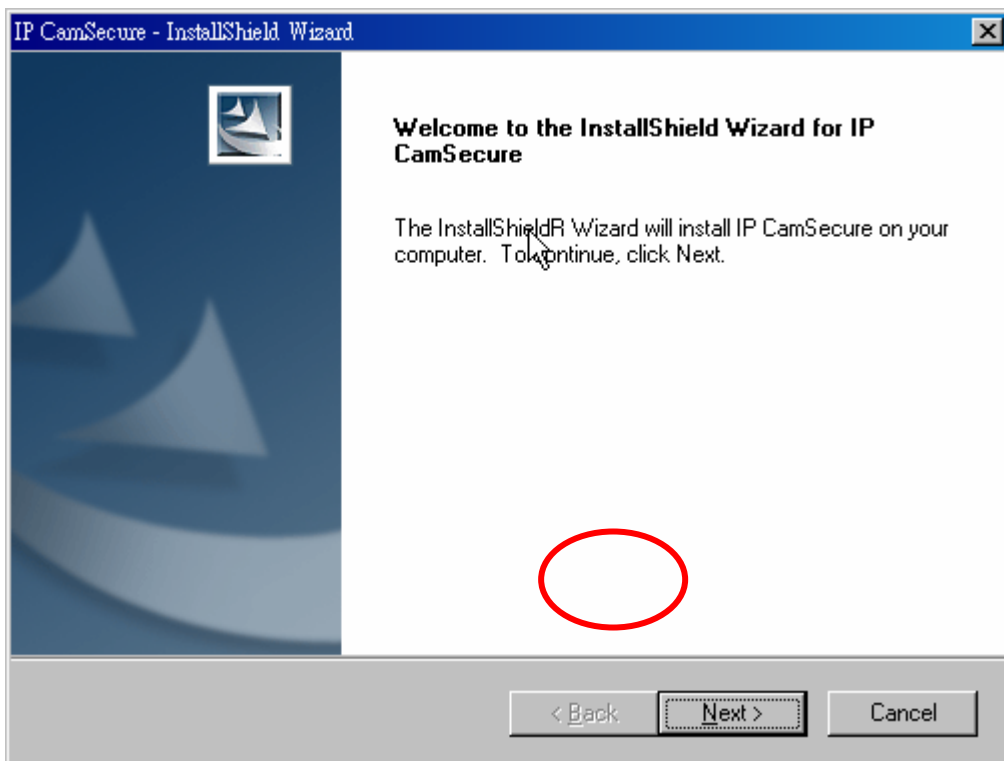 IP CamSecure - InstallShield Wizard
Welcome to the InstallShield Wizard for IP
CamSecure
The InstallShieldR Wizard will install IP CamSecure on your
computer. To continue, click Next.
< Back
Next >
Cancel